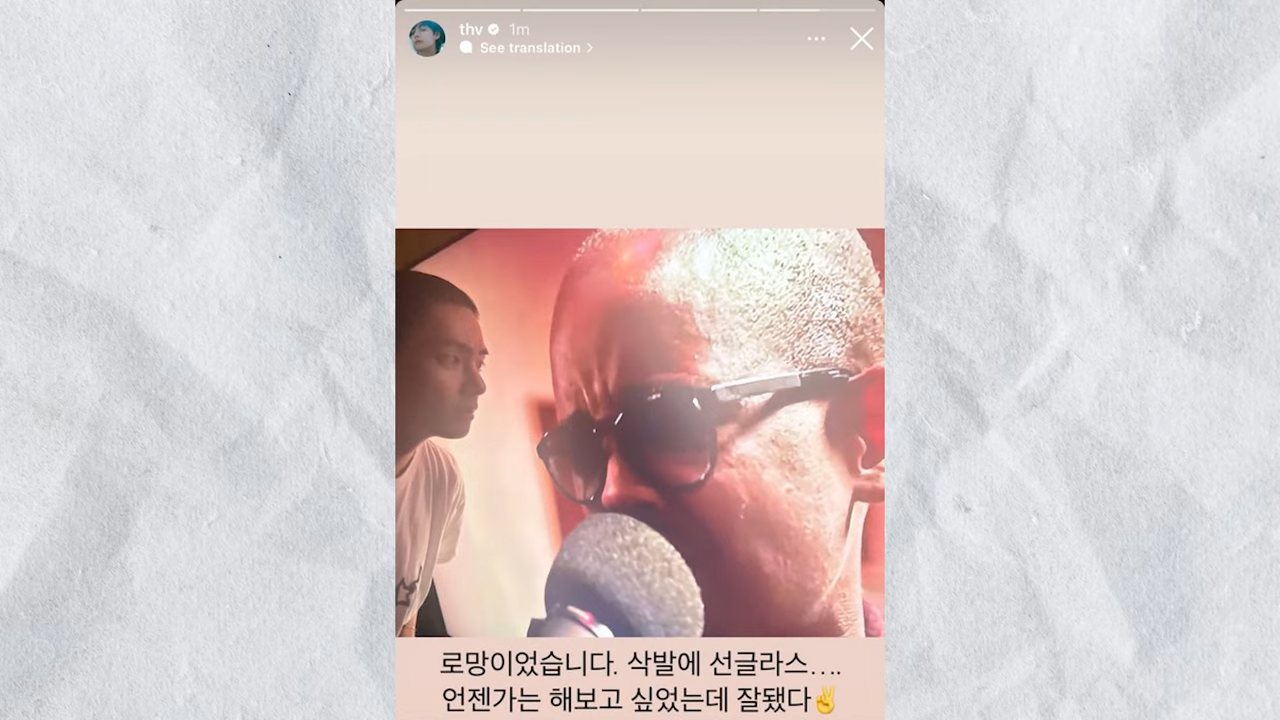 thv 1m
See translation
로망이었습니다. 삭발에 선글라스....
언젠가는 해보고 싶었는데 잘됐다✌️